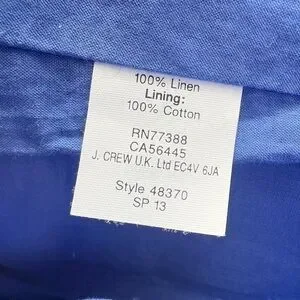 100% Linen
Lining:
100% Cotton
RN77388
CA56445
J. CREW U.K. Ltd EC4V 6JA
Style 48370
SP 13